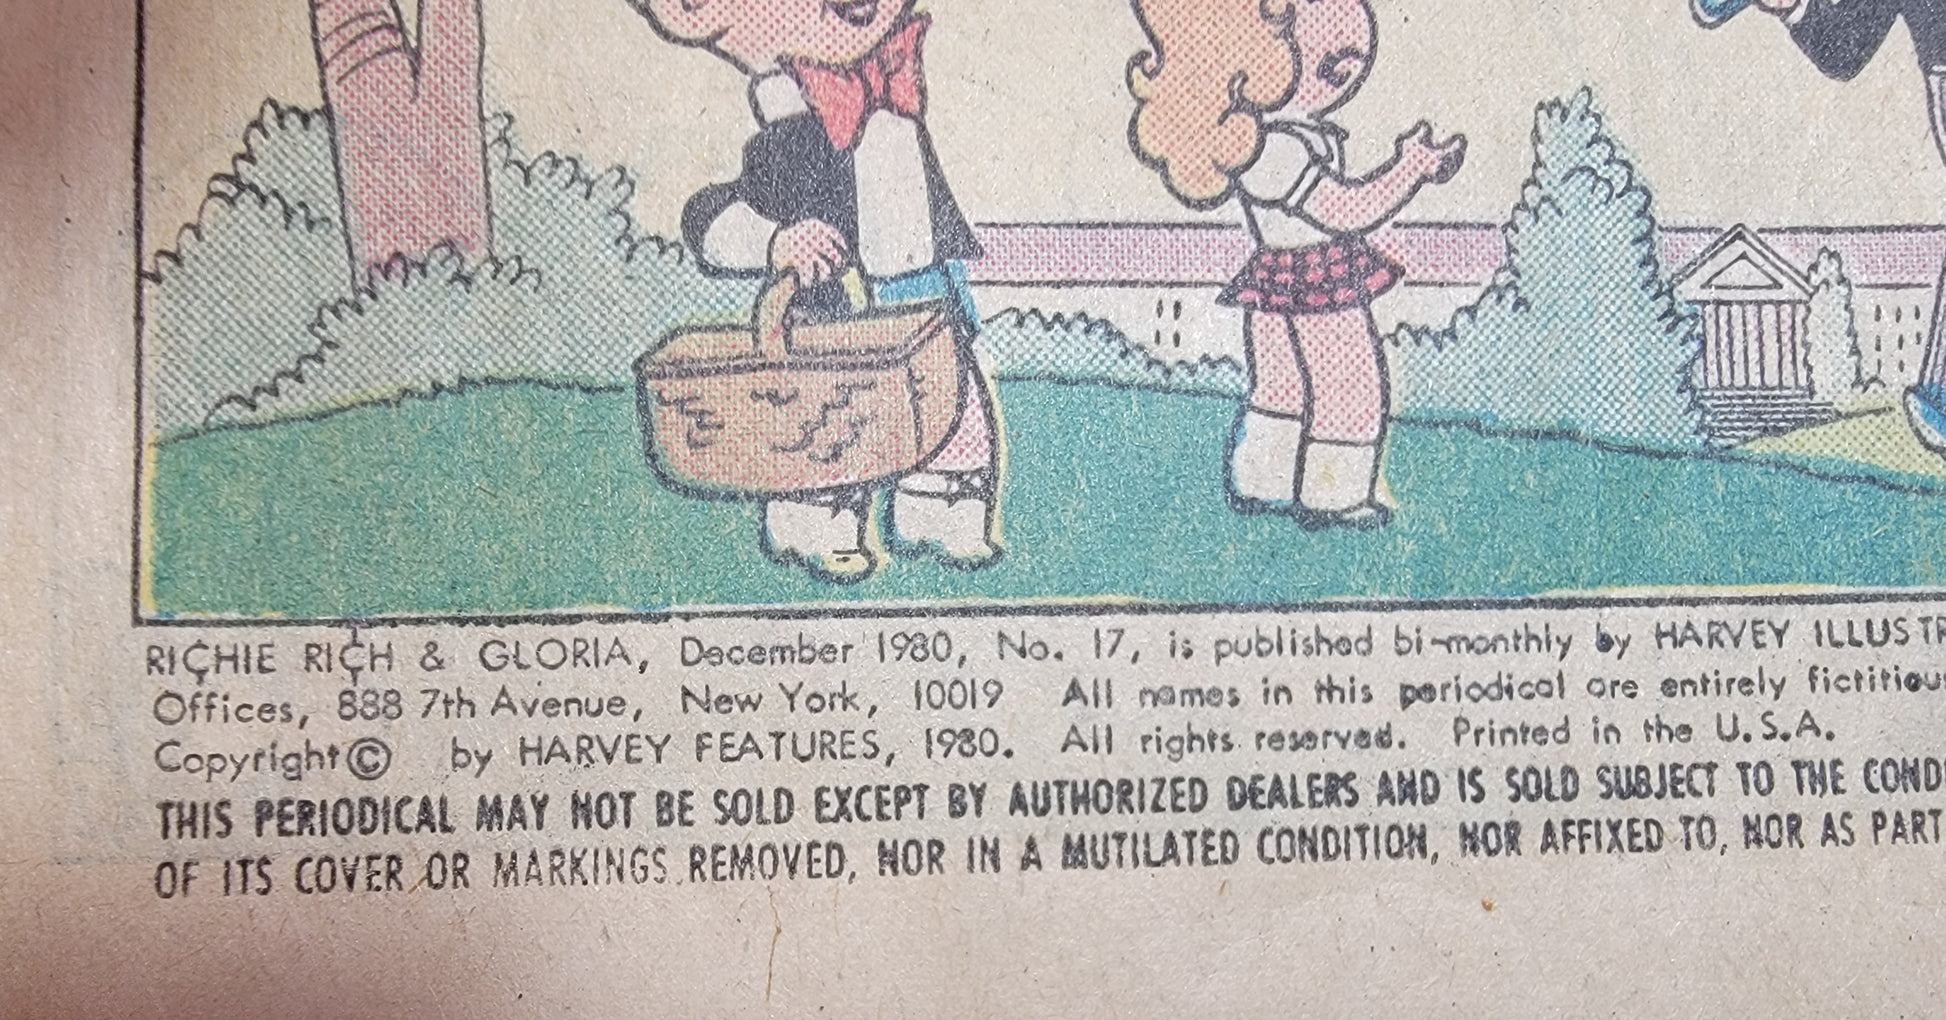 RICHIE RICH & GLORIA, December 1980, No. 17, is published bi-monthly by HARVEY ILLUSTR
Offices, 888 7th Avenue, New York, 10019 All names in this periodical are entirely fictitiou
Copyright © by HARVEY FEATURES, 1980. All rights reserved. Printed in the U.S.A.
THIS PERIODICAL MAY NOT BE SOLD EXCEPT BY AUTHORIZED DEALERS AND IS SOLD SUBJECT TO THE COND
OF ITS COVER OR MARKINGS REMOVED, NOR IN A MUTILATED CONDITION, NOR AFFIXED TO, NOR AS PART